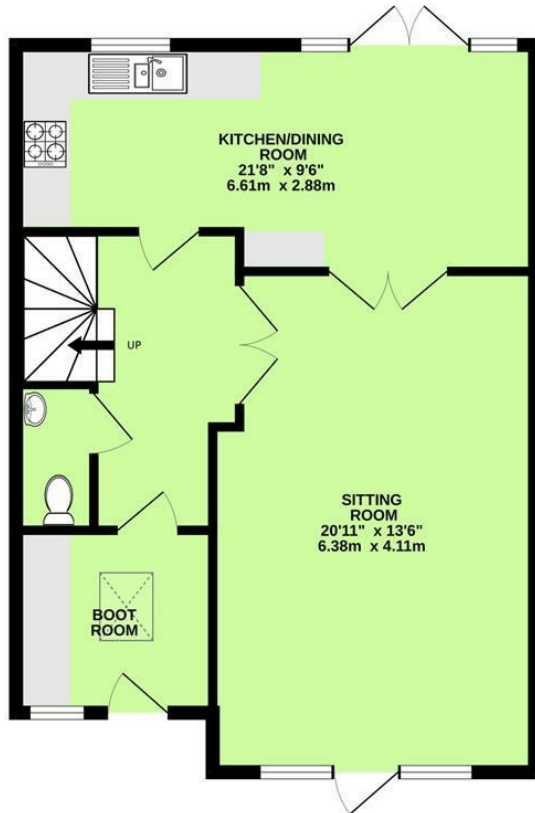 KITCHEN/DINING
ROOM
21'8" x 9'6"
6.61m x 2.88m
UP
SITTING
ROOM
20'11" x 13'6"
6.38m x 4.11m
BOOT
ROOM